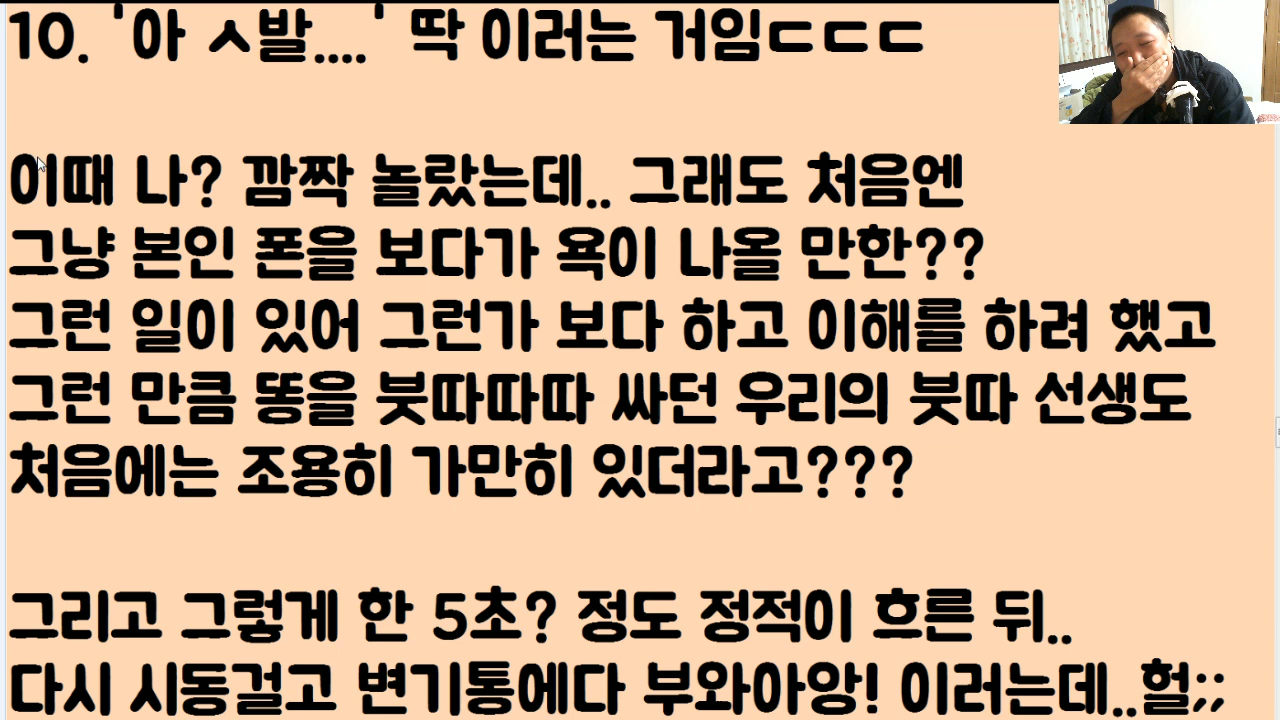 10. '아 ㅅ발....' 딱 이러는 거임ㄷㄷㄷ
이때 나? 깜짝 놀랐는데.. 그래도 처음엔
그냥 본인 폰을 보다가 욕이 나올 만한??
그런 일이 있어 그런가 보다 하고 이해를 하려 했고
그런 만큼 똥을 붓따따따 싸던 우리의 붓따 선생도
처음에는 조용히 가만히 있더라고???
그리고 그렇게 한 5초? 정도 정적이 흐른 뒤..
다시 시동걸고 변기통에다 부와아앙! 이러는데..헐;;